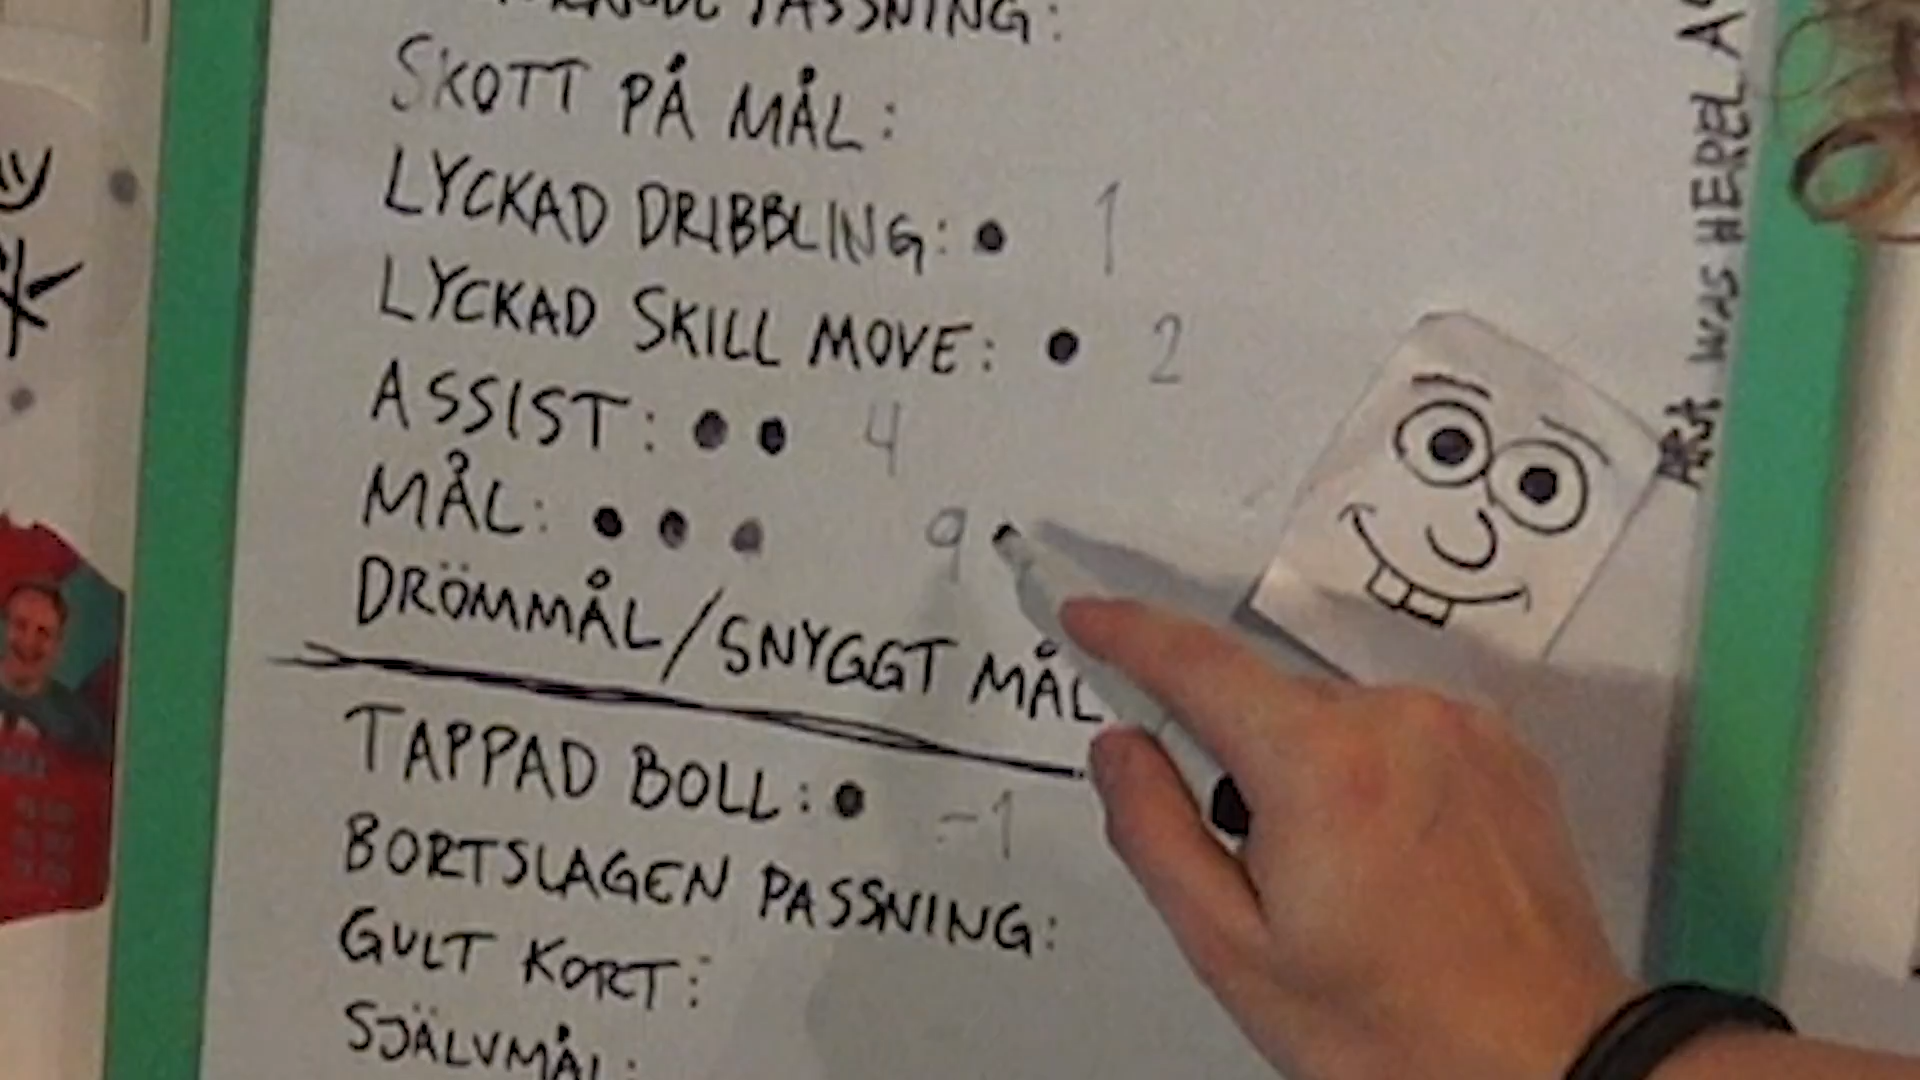 PASSNING:
SKOTT PÅ MÅL:
LYCKAD DRIBBLING: • 1
LYCKAD SKILL MOVE: • 2
ASSIST: •• 4
MÅL: ••• 9
DRÖMMÅL/SNYGGT MÅL
TAPPAD BOLL: • -1
BORTSLAGEN PASSNING:
GULT KORT:
SJÄLVMÅL:
WAS HERE